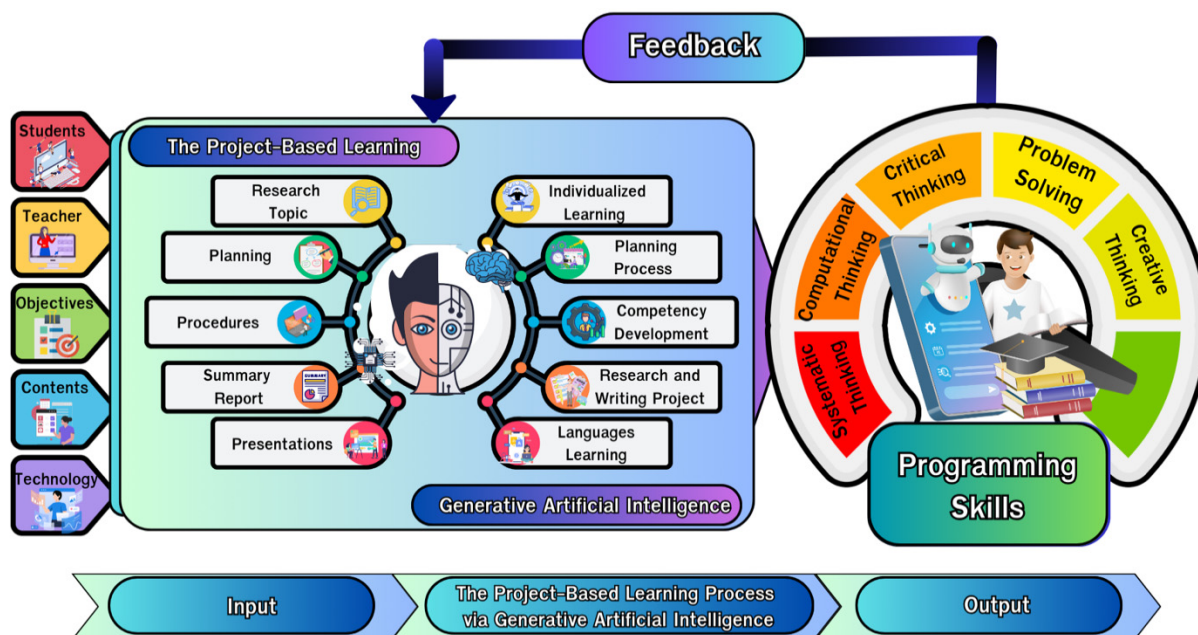 Feedback
Students
Teacher
Objectives
Contents
Technology
The Project-Based Learning
Research
Topic
Planning
Procedures
Summary
Report
Presentations
Individualized
Learning
Planning
Process
Competency
Development
Research and
Writing Project
Languages
Learning
Generative Artificial Intelligence
Systematic
Thinking
Computational
Thinking
Critical
Thinking
Problem
Solving
Creative
Thinking
Programming
Skills
Input
The Project-Based Learning Process
via Generative Artificial Intelligence
Output
SUMMARY